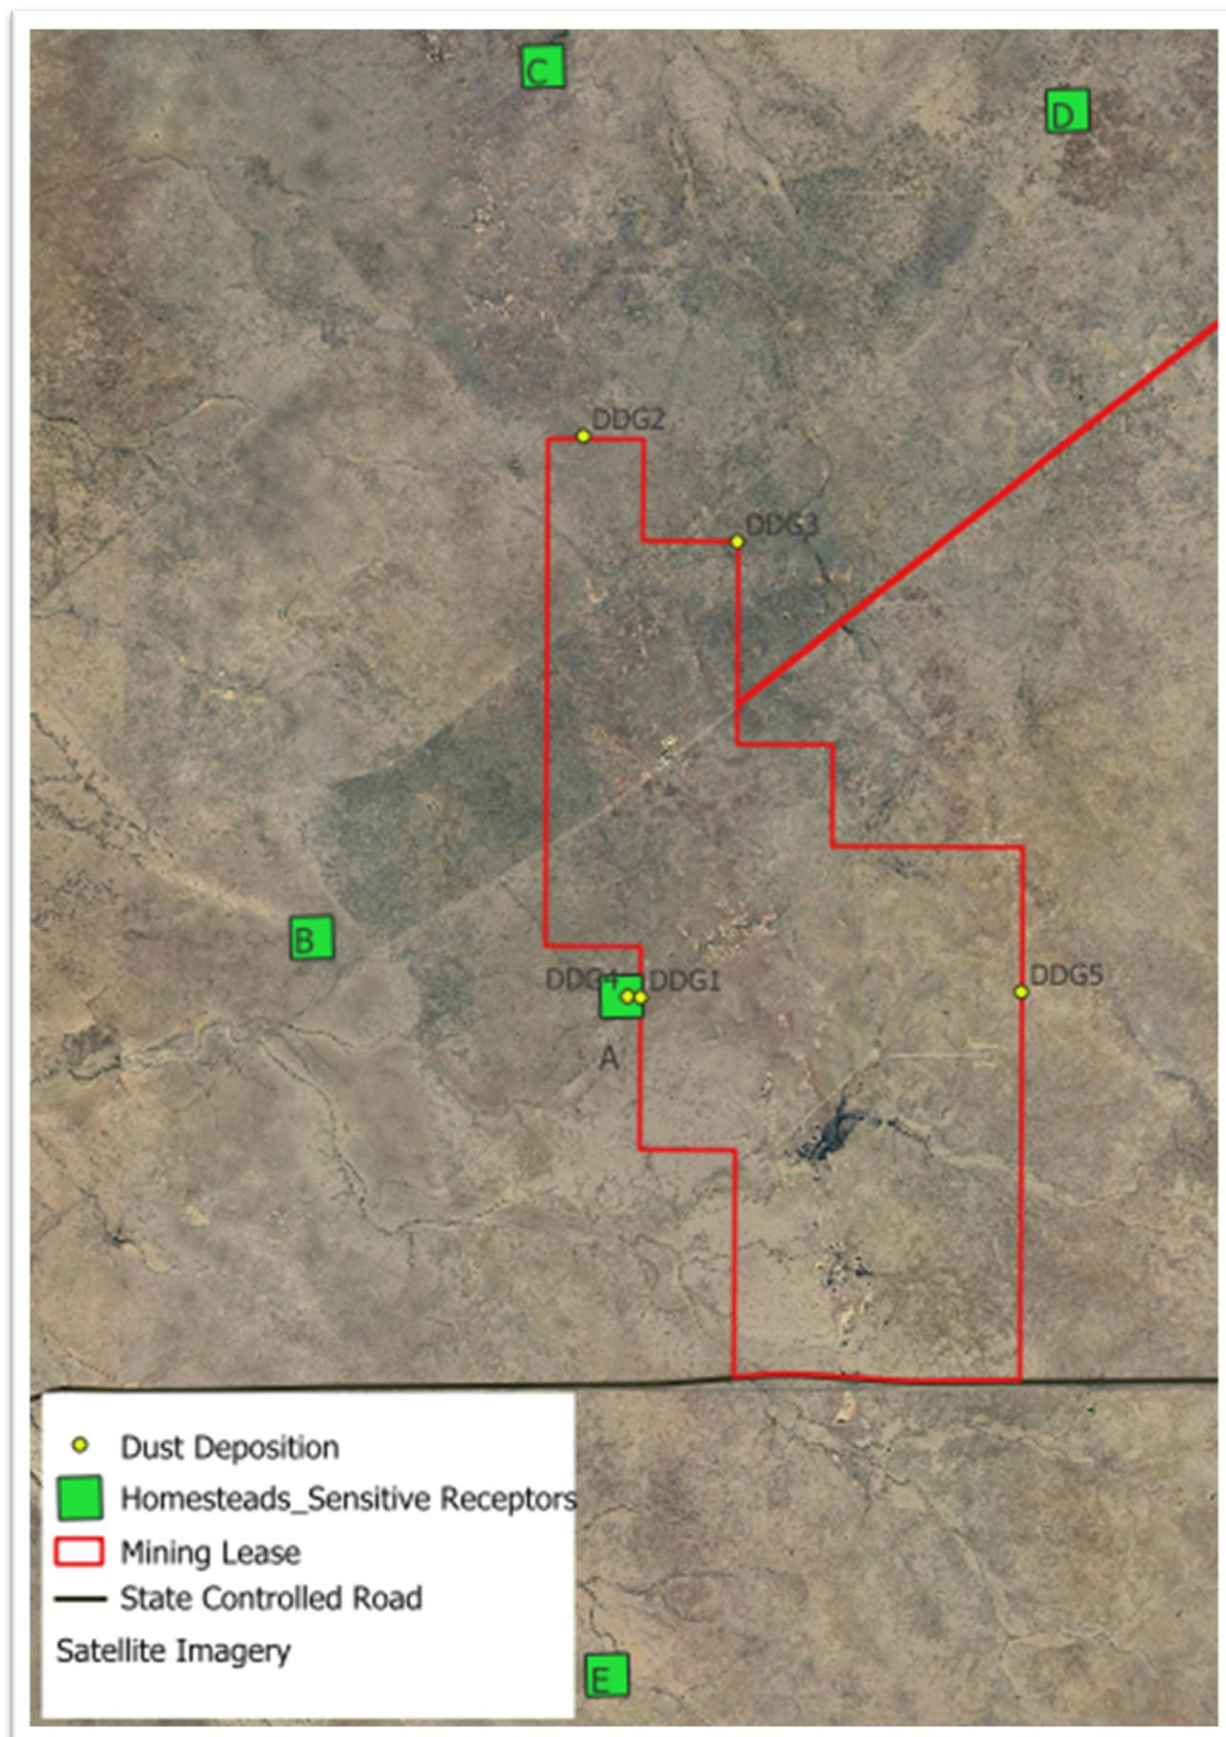 C
D
DDG2
DDG3
B
DDG4 DDG1
DDG5
A
Dust Deposition
Homesteads_Sensitive Receptors
Mining Lease
State Controlled Road
Satellite Imagery
E